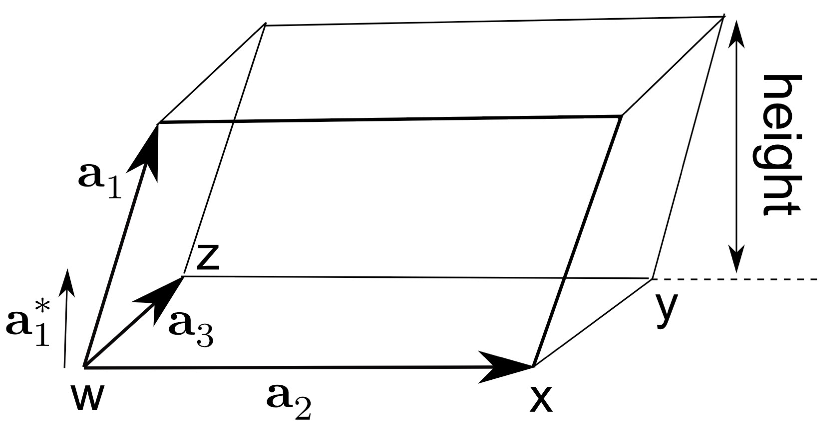 height
a₁
z
a₁*
a₃
y
w
a₂
x